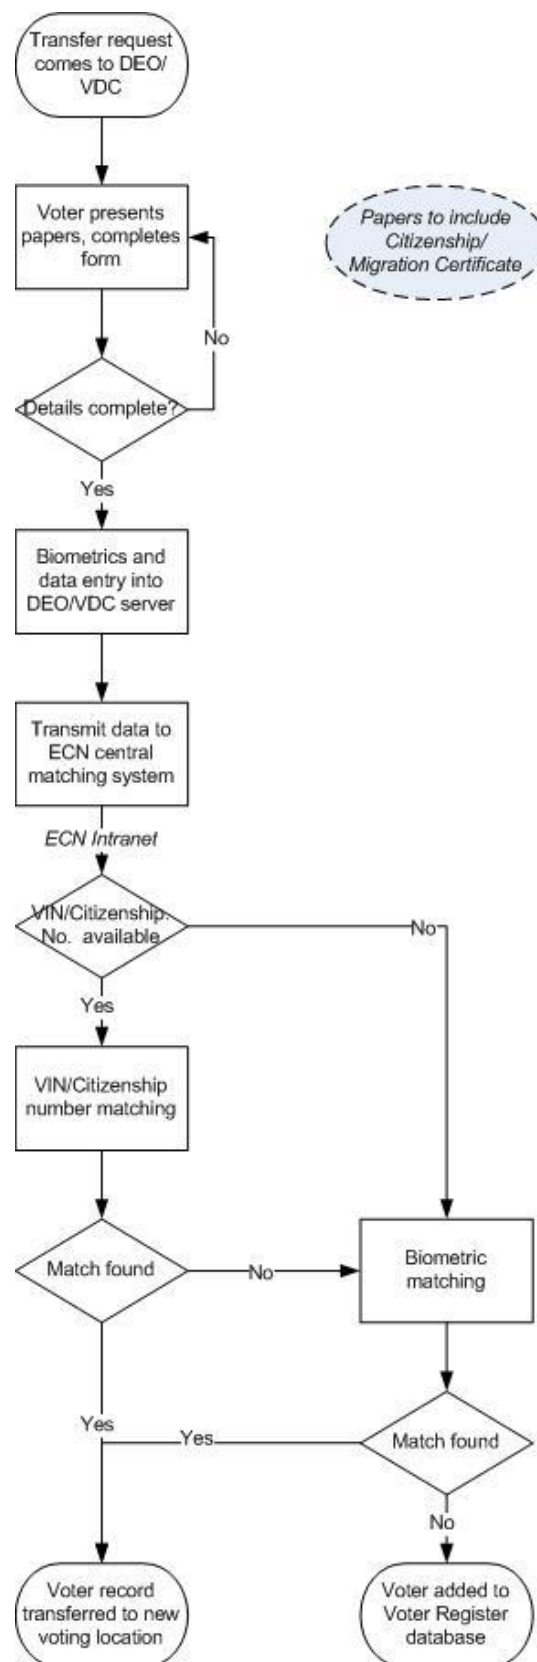 Transfer request
comes to DEO/
VDC
Voter presents
papers, completes
form
Papers to include
Citizenship/
Migration Certificate
No
Details complete?
Yes
Biometrics and
data entry into
DEO/VDC server
Transmit data to
ECN central
matching system
ECN Intranet
VIN/Citizenship.
No. available
No
Yes
VIN/Citizenship
number matching
Match found
No
Biometric
matching
Yes
Yes
Match found
No
Voter record
transferred to new
voting location
Voter added to
Voter Register
database